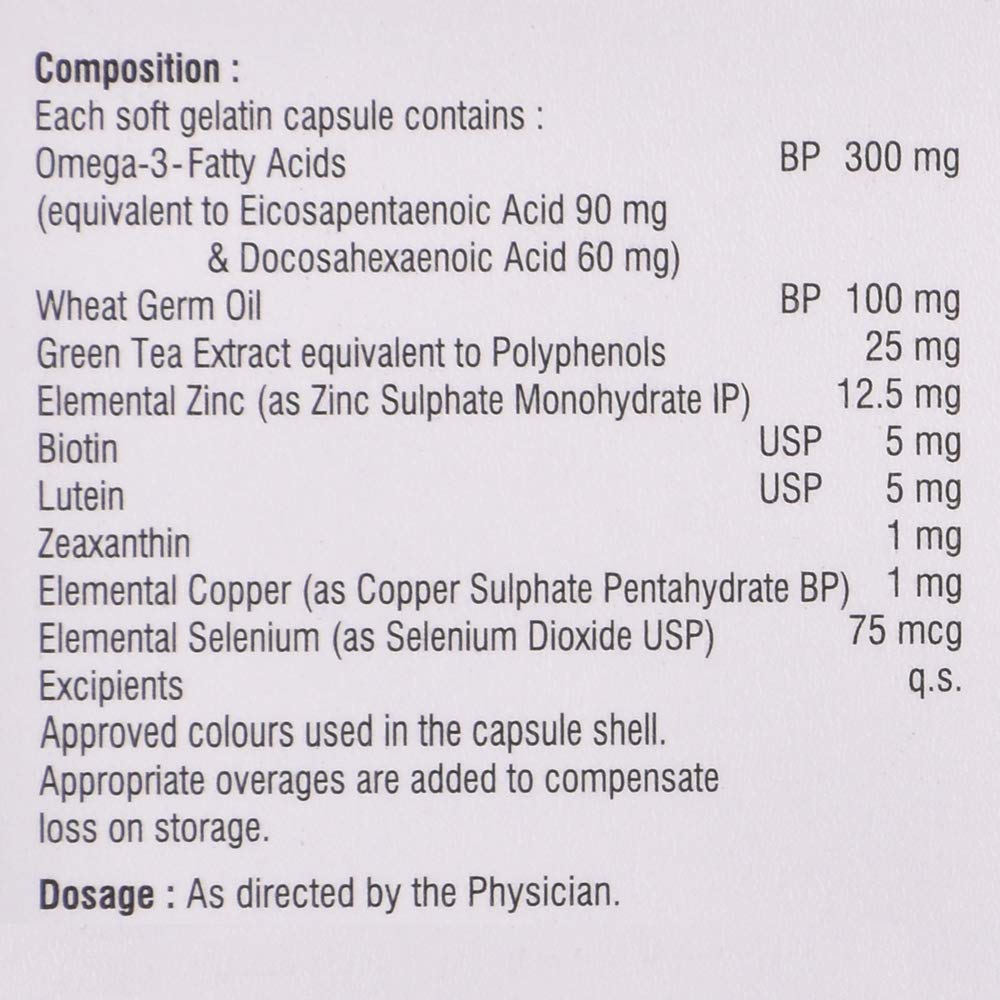 Composition :
Each soft gelatin capsule contains :
Omega-3-Fatty Acids BP 300 mg
(equivalent to Eicosapentaenoic Acid 90 mg
& Docosahexaenoic Acid 60 mg)
Wheat Germ Oil BP 100 mg
Green Tea Extract equivalent to Polyphenols 25 mg
Elemental Zinc (as Zinc Sulphate Monohydrate IP) 12.5 mg
Biotin USP 5 mg
Lutein USP 5 mg
Zeaxanthin 1 mg
Elemental Copper (as Copper Sulphate Pentahydrate BP) 1 mg
Elemental Selenium (as Selenium Dioxide USP) 75 mcg
Excipients q.s.
Approved colours used in the capsule shell.
Appropriate overages are added to compensate
loss on storage.
Dosage : As directed by the Physician.